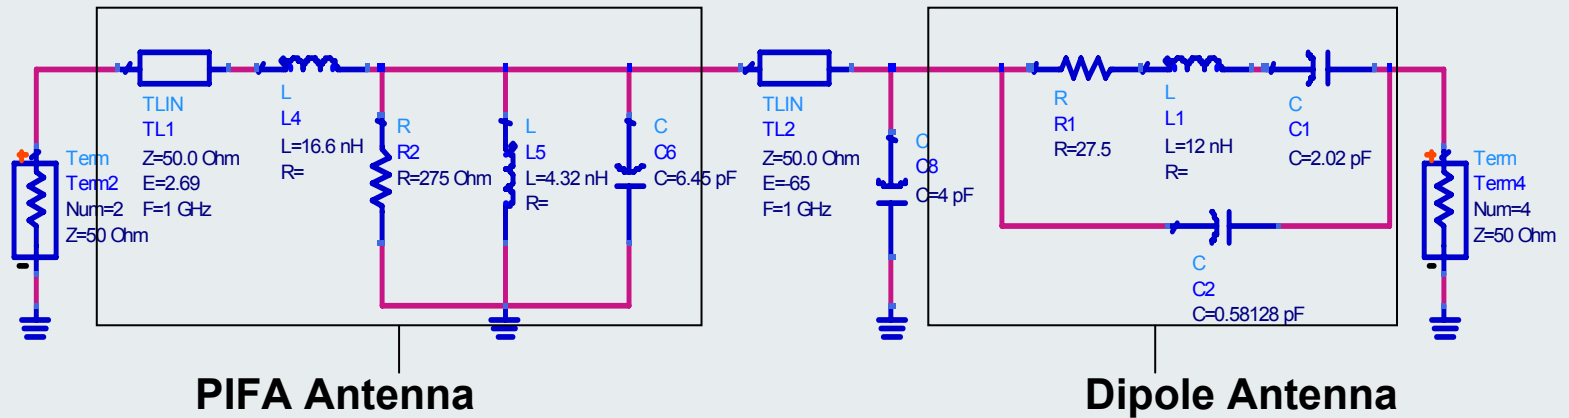 TLIN
TL1
Z=50.0 Ohm
E=2.69
F=1 GHz
L
L4
L=16.6 nH
R=
R
R2
R=275 Ohm
L
L5
L=4.32 nH
R=
C
C6
C=6.45 pF
TLIN
TL2
Z=50.0 Ohm
E=-65
F=1 GHz
C
C8
C=4 pF
R
R1
R=27.5
L
L1
L=12 nH
R=
C
C1
C=2.02 pF
C
C2
C=0.58128 pF
+
Term
Term2
Num=2
Z=50 Ohm
-
+
Term
Term4
Num=4
Z=50 Ohm
-
PIFA Antenna
Dipole Antenna